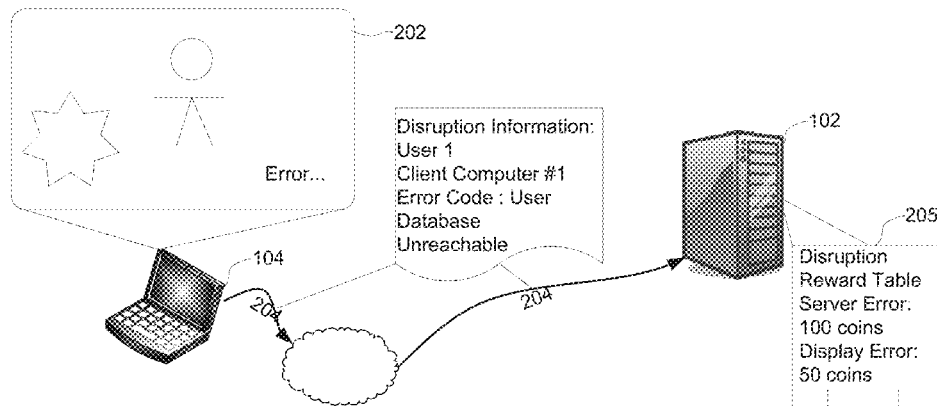 202
Error...
Disruption Information:
User 1
Client Computer #1
Error Code : User
Database
Unreachable
102
205
104
204
204
Disruption
Reward Table
Server Error:
100 coins
Display Error:
50 coins